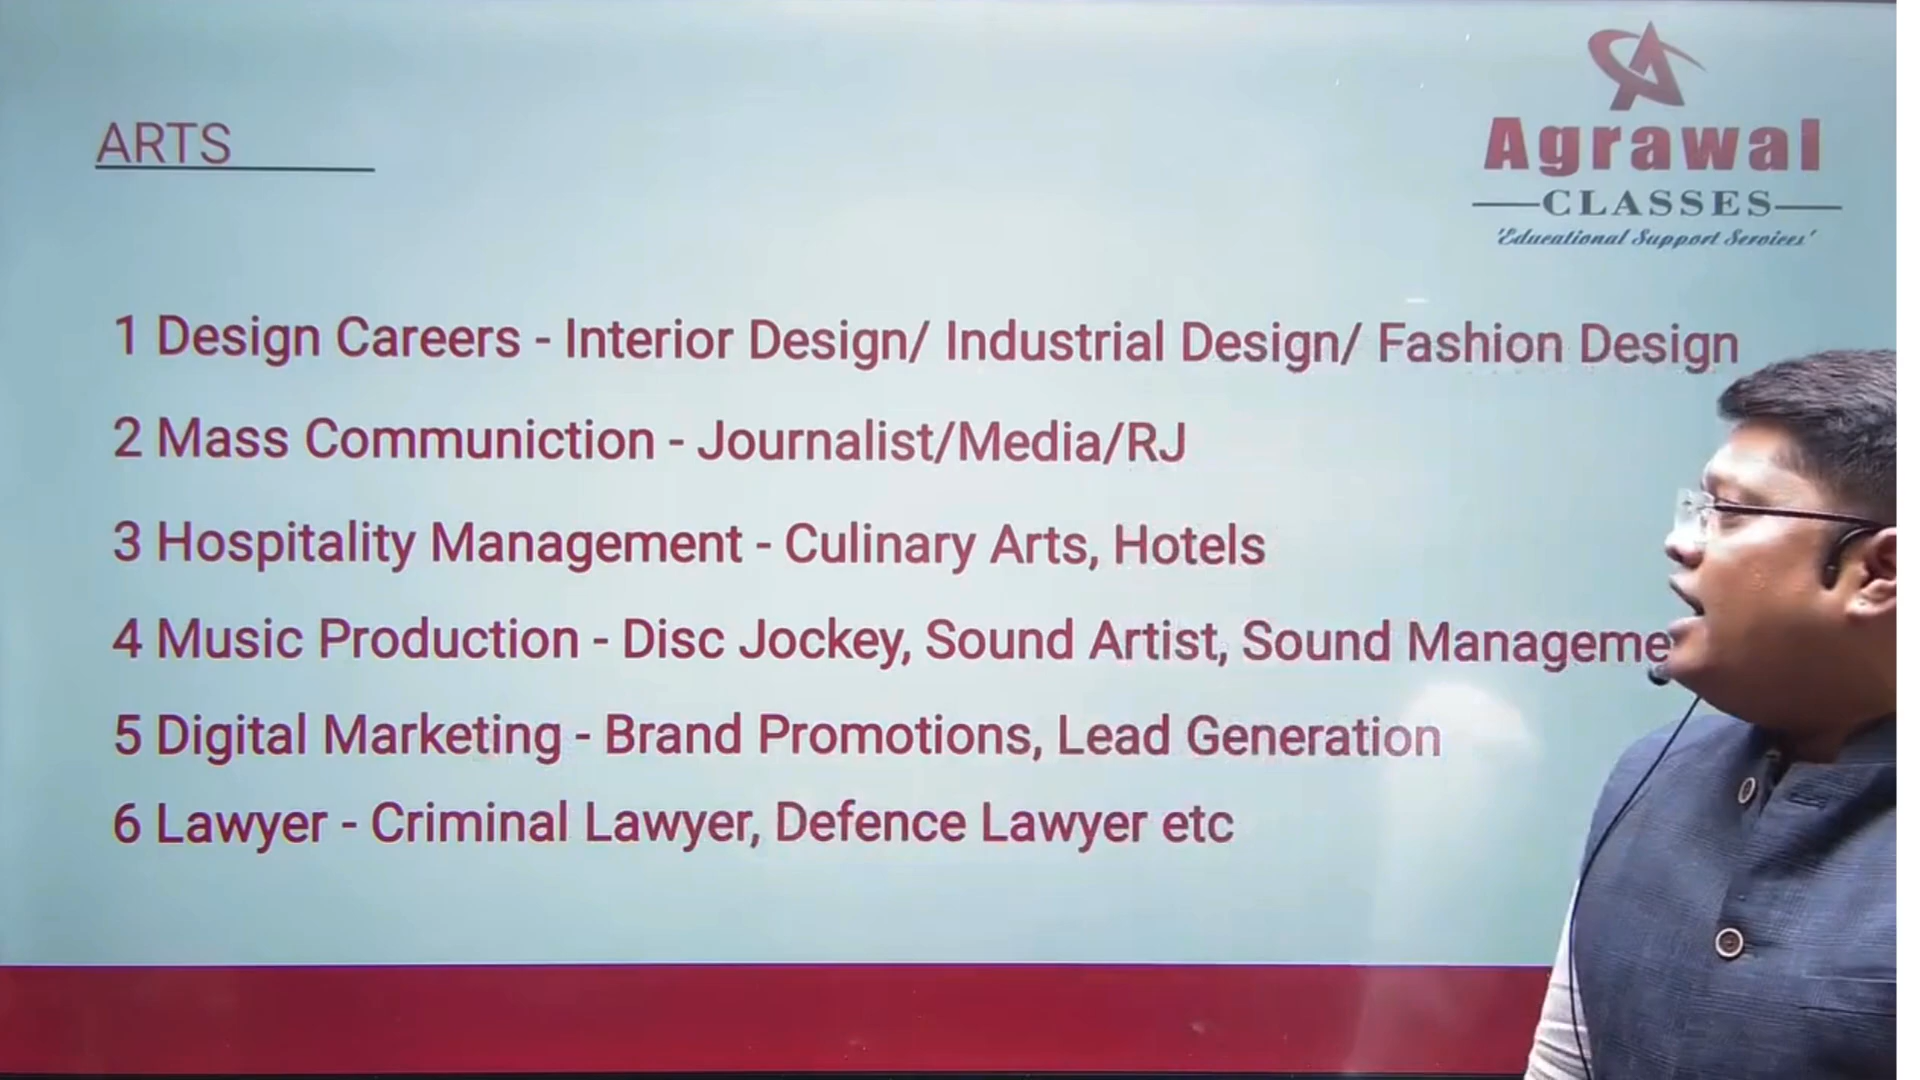 ARTS
Agrawal
CLASSES
'Educational Support Services'
1 Design Careers - Interior Design/ Industrial Design/ Fashion Design
2 Mass Communiction - Journalist/Media/RJ
3 Hospitality Management - Culinary Arts, Hotels
4 Music Production - Disc Jockey, Sound Artist, Sound Manageme
5 Digital Marketing - Brand Promotions, Lead Generation
6 Lawyer - Criminal Lawyer, Defence Lawyer etc